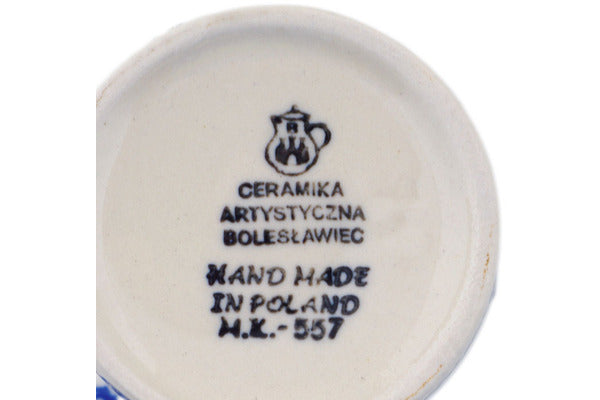 CERAMIKA
ARTYSTYCZNA
BOLESŁAWIEC
HAND MADE
IN POLAND
M.K.-557